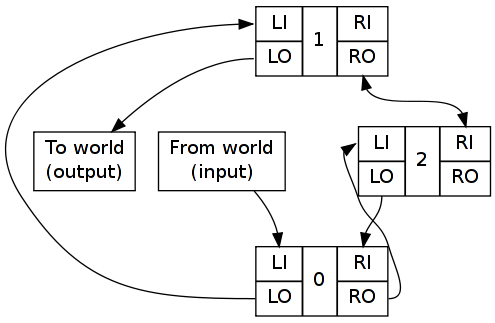 LI 1 RI
LO RO
To world
(output)
From world
(input)
LI 2 RI
LO RO
LI 0 RI
LO RO